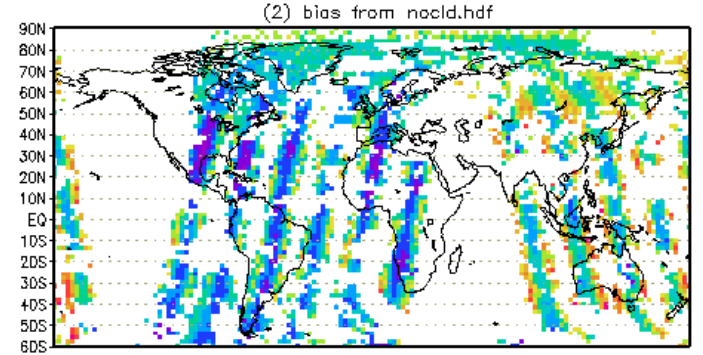 (2) bias from nocld.hdf
90N
80N
70N
60N
50N
40N
30N
20N
10N
EQ
10S
20S
30S
40S
50S
60S